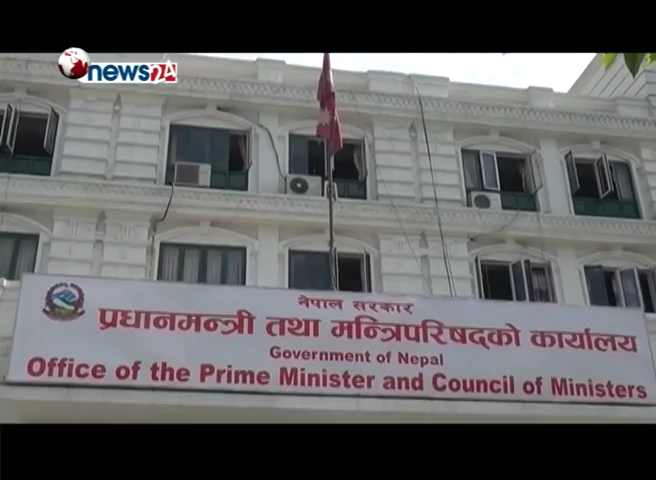 news24
नेपाल सरकार
प्रधानमन्त्री तथा मन्त्रिपरिषद्को कार्यालय
Government of Nepal
Office of the Prime Minister and Council of Ministers